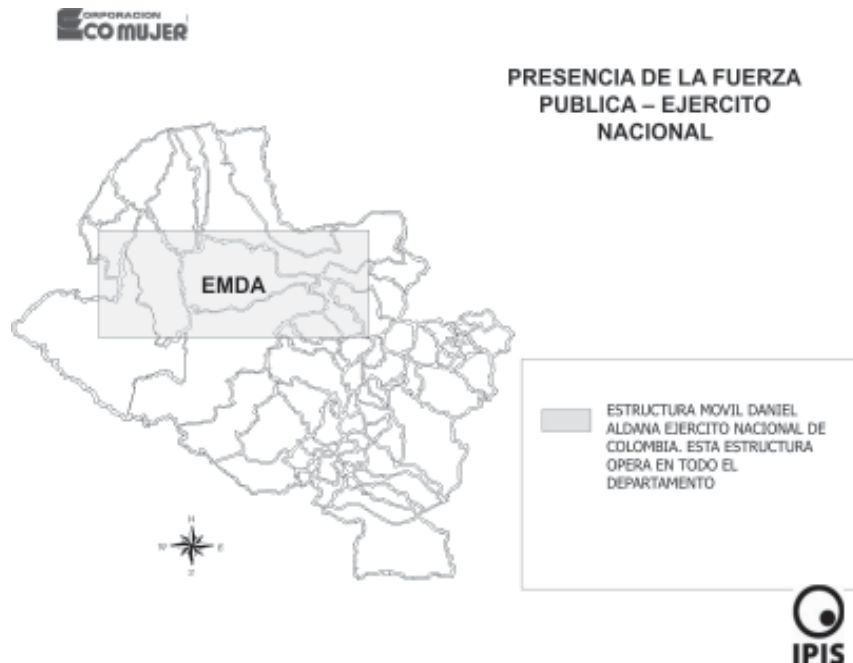 CORPORACION
ECOMUJER
PRESENCIA DE LA FUERZA
PUBLICA – EJERCITO
NACIONAL
EMDA
ESTRUCTURA MOVIL DANIEL
ALDANA EJERCITO NACIONAL DE
COLOMBIA. ESTA ESTRUCTURA
OPERA EN TODO EL
DEPARTAMENTO
N
W E
IPIS